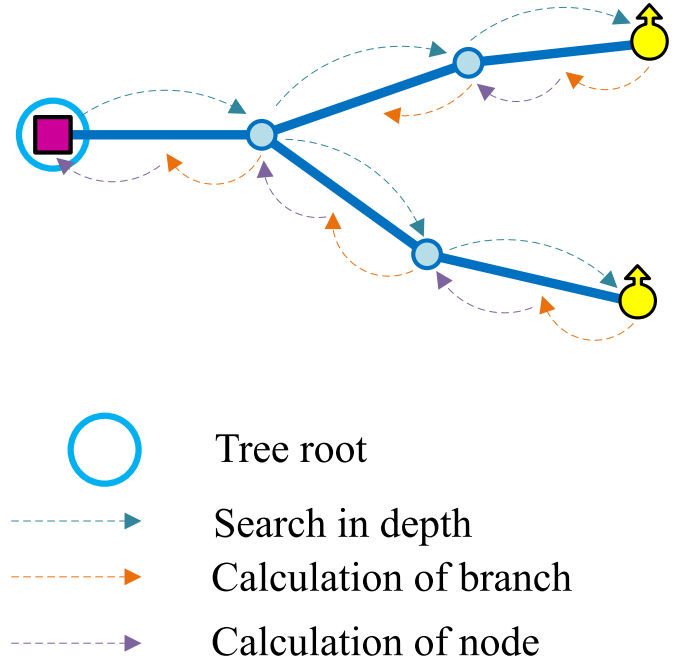 Tree root
Search in depth
Calculation of branch
Calculation of node